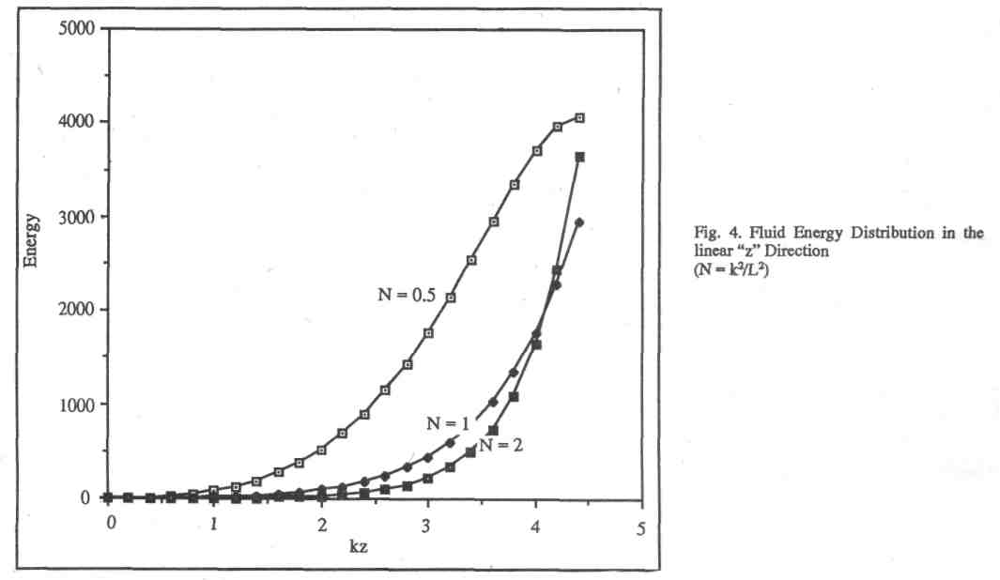 5000
4000
3000
2000
1000
0
Energy
N = 0.5
N = 1
N = 2
0 1 2 3 4 5
kz
Fig. 4. Fluid Energy Distribution in the
linear “z” Direction
(N = k²/L²)